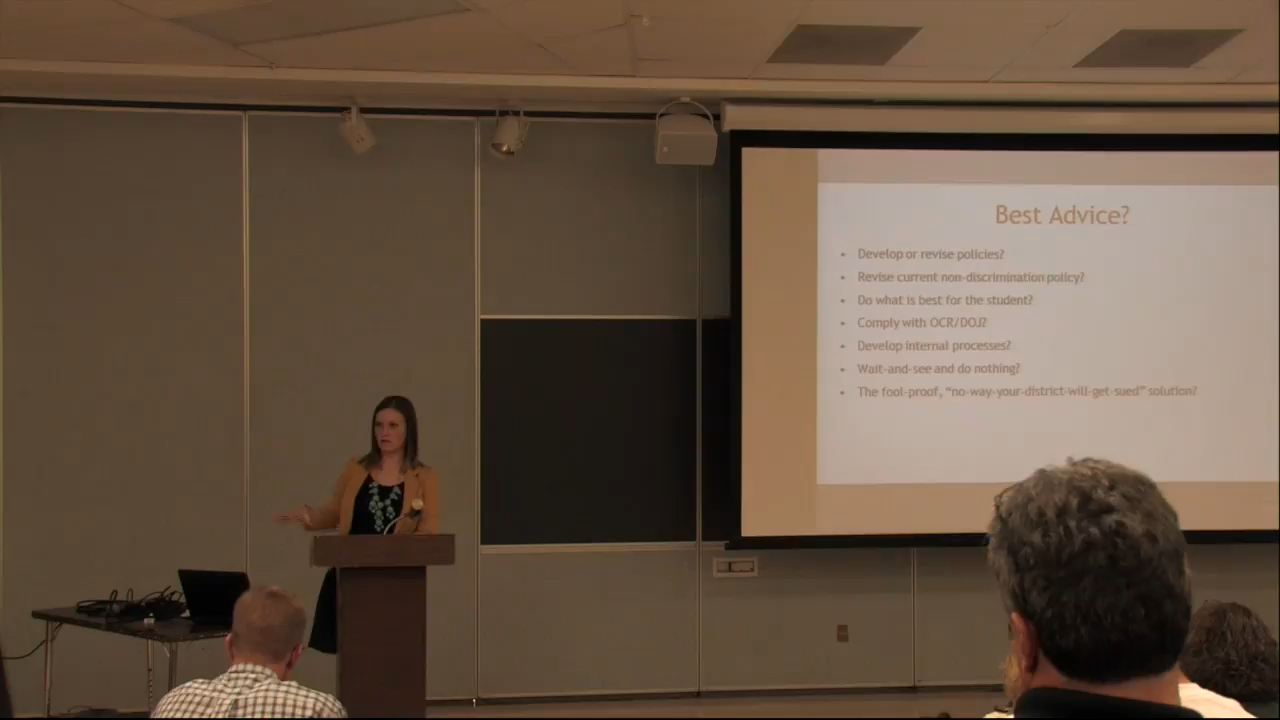 Best Advice?
• Develop or revise policies?
• Revise current non-discrimination policy?
• Do what is best for the student?
• Comply with OCR/DOJ?
• Develop internal processes?
• Wait-and-see and do nothing?
• The fool-proof, “no-way-your-district-will-get-sued” solution?